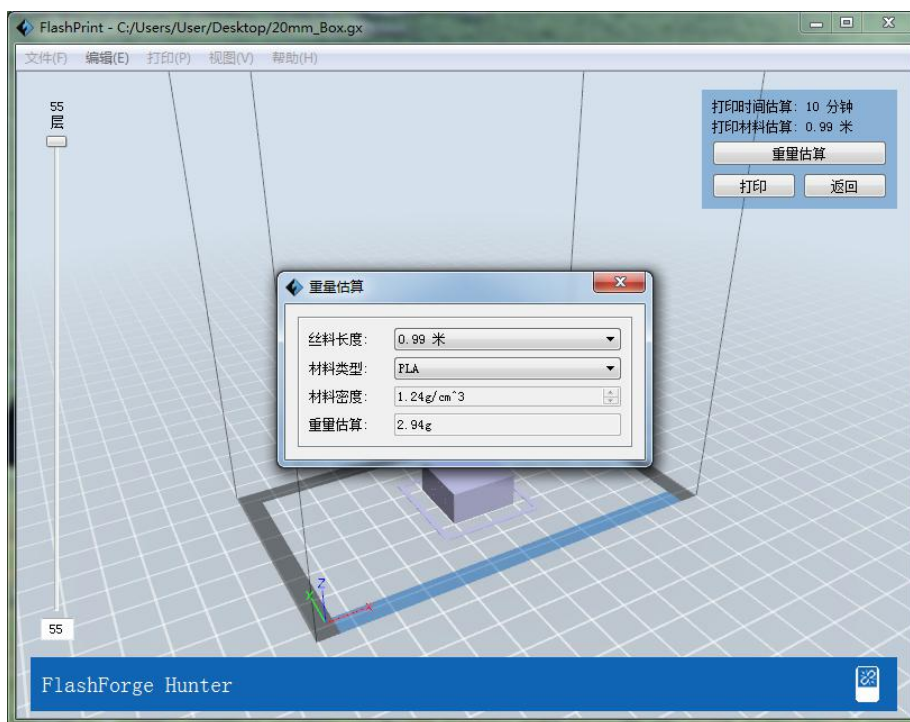 FlashPrint - C:/Users/User/Desktop/20mm_Box.gx
文件(F) 编辑(E) 打印(P) 视图(V) 帮助(H)
55
层
打印时间估算: 10 分钟
打印材料估算: 0.99 米
重量估算
打印 返回
重量估算
丝料长度: 0.99 米
材料类型: PLA
材料密度: 1.24g/cm^3
重量估算: 2.94g
Z
Y
X
55
FlashForge Hunter